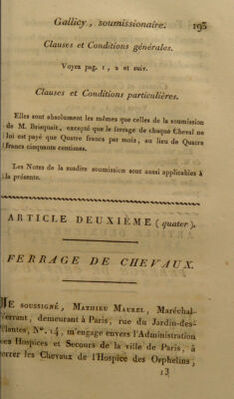 Gallicy, soumissionaire. 193
Clauses et Conditions générales.
Voyez pag. 1, 2 et suiv.
Clauses et Conditions particulières.
Elles sont absolument les mêmes que celles de la soumission
de M. Brisquait, excepté que le ferrage de chaque Cheval ne
lui est payé que Quatre francs par mois, au lieu de Quatre
francs cinquante centimes.
Les Notes de la susdite soumission sont aussi applicables à
la présente.
ARTICLE DEUXIÈME (quater).
FERRAGE DE CHEVAUX.
JE SOUSSIGNÉ, MATHIEU MAUREL, Maréchal-
Ferrant, demeurant à Paris, rue du Jardin-des-
Plantes, N°. 14, m'engage envers l'Administration
des Hospices et Secours de la ville de Paris, à
ferrer les Chevaux de l'Hospice des Orphelins,
13